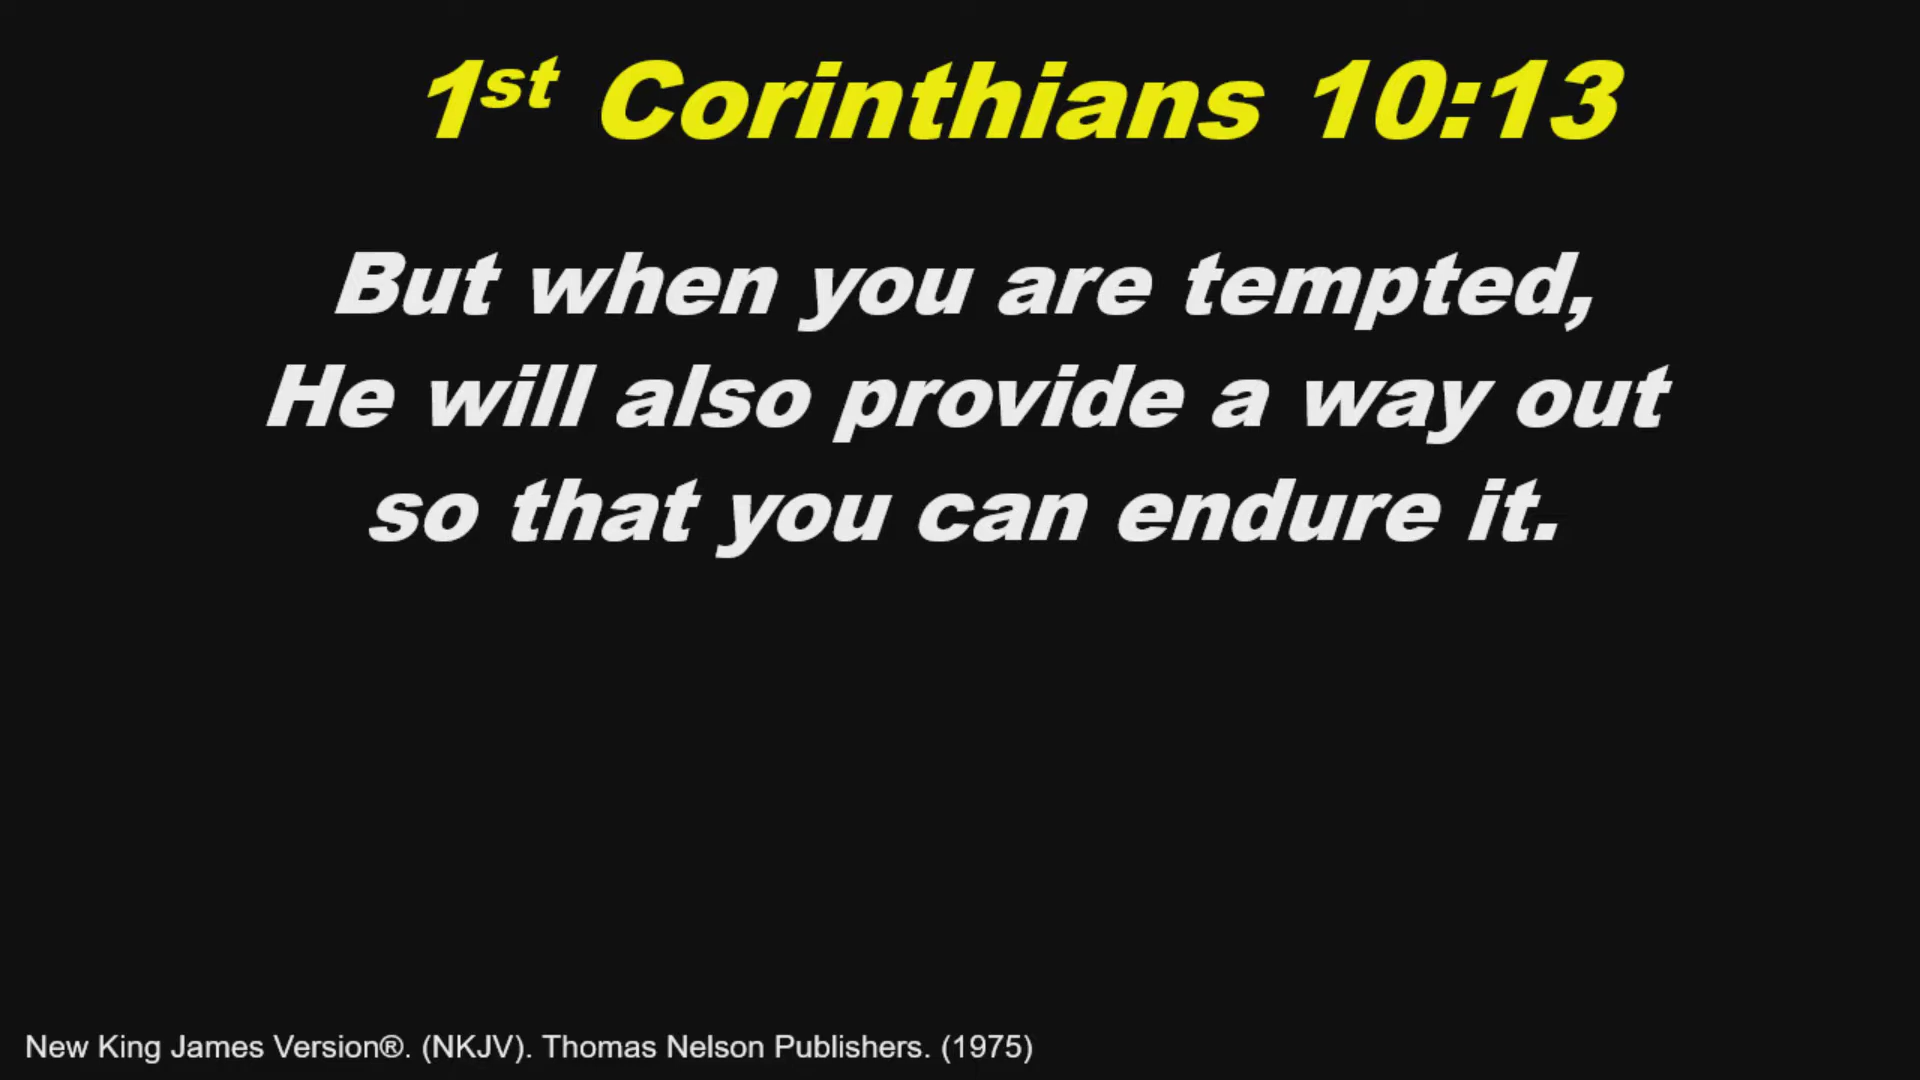 1st Corinthians 10:13
But when you are tempted,
He will also provide a way out
so that you can endure it.
New King James Version®. (NKJV). Thomas Nelson Publishers. (1975)